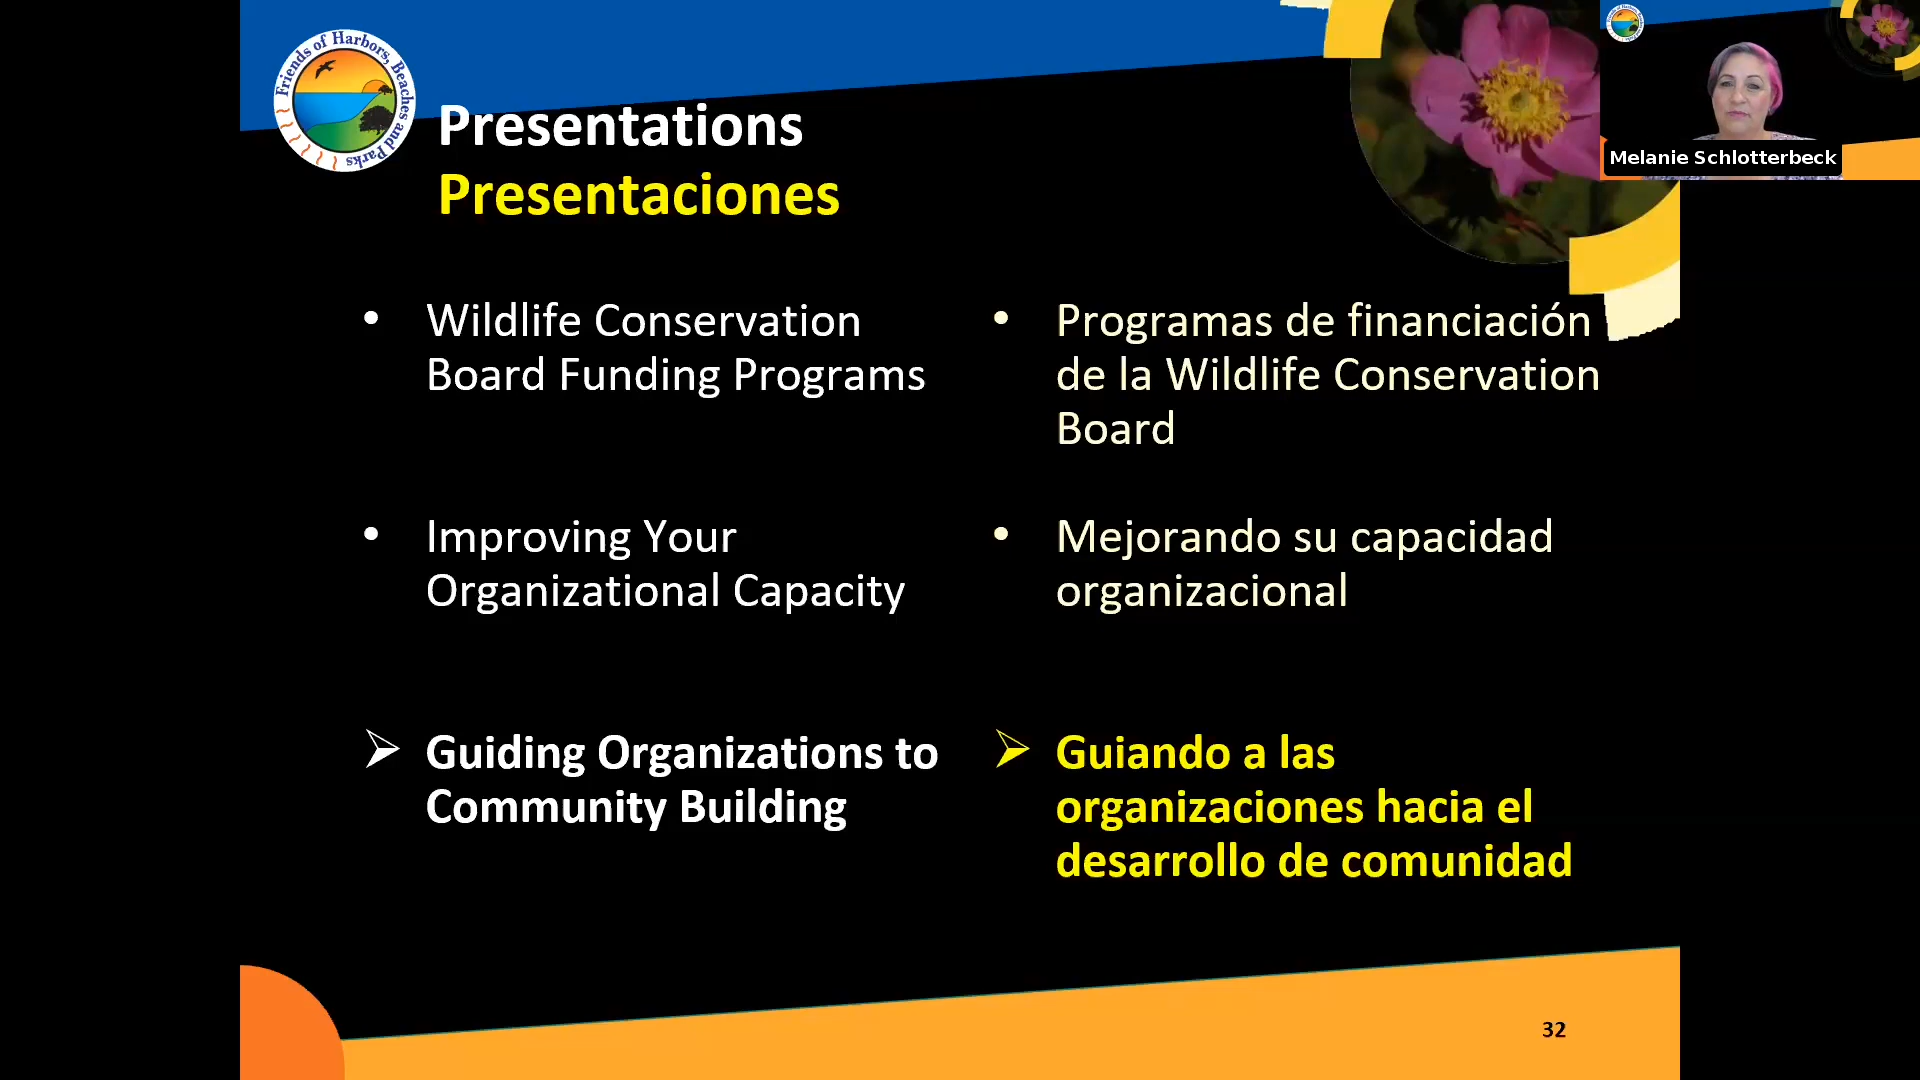 Friends of Harbors, Beaches and Parks
Presentations
Presentaciones
Melanie Schlotterbeck
• Wildlife Conservation
Board Funding Programs
• Improving Your
Organizational Capacity
➢ Guiding Organizations to
Community Building
• Programas de financiación
de la Wildlife Conservation
Board
• Mejorando su capacidad
organizacional
➢ Guiando a las
organizaciones hacia el
desarrollo de comunidad
32